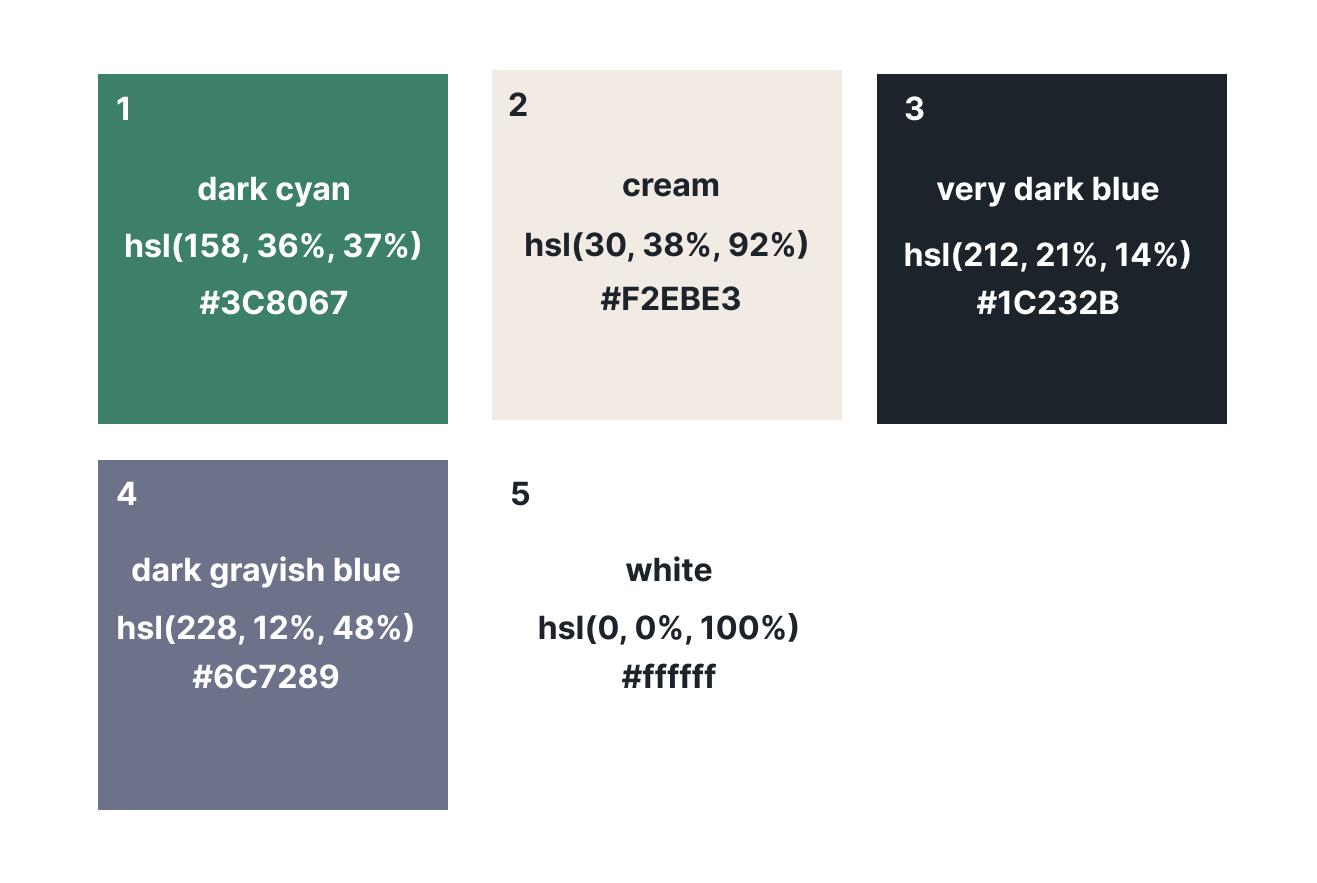 1
dark cyan
hsl(158, 36%, 37%)
#3C8067
2
cream
hsl(30, 38%, 92%)
#F2EBE3
3
very dark blue
hsl(212, 21%, 14%)
#1C232B
4
dark grayish blue
hsl(228, 12%, 48%)
#6C7289
5
white
hsl(0, 0%, 100%)
#ffffff